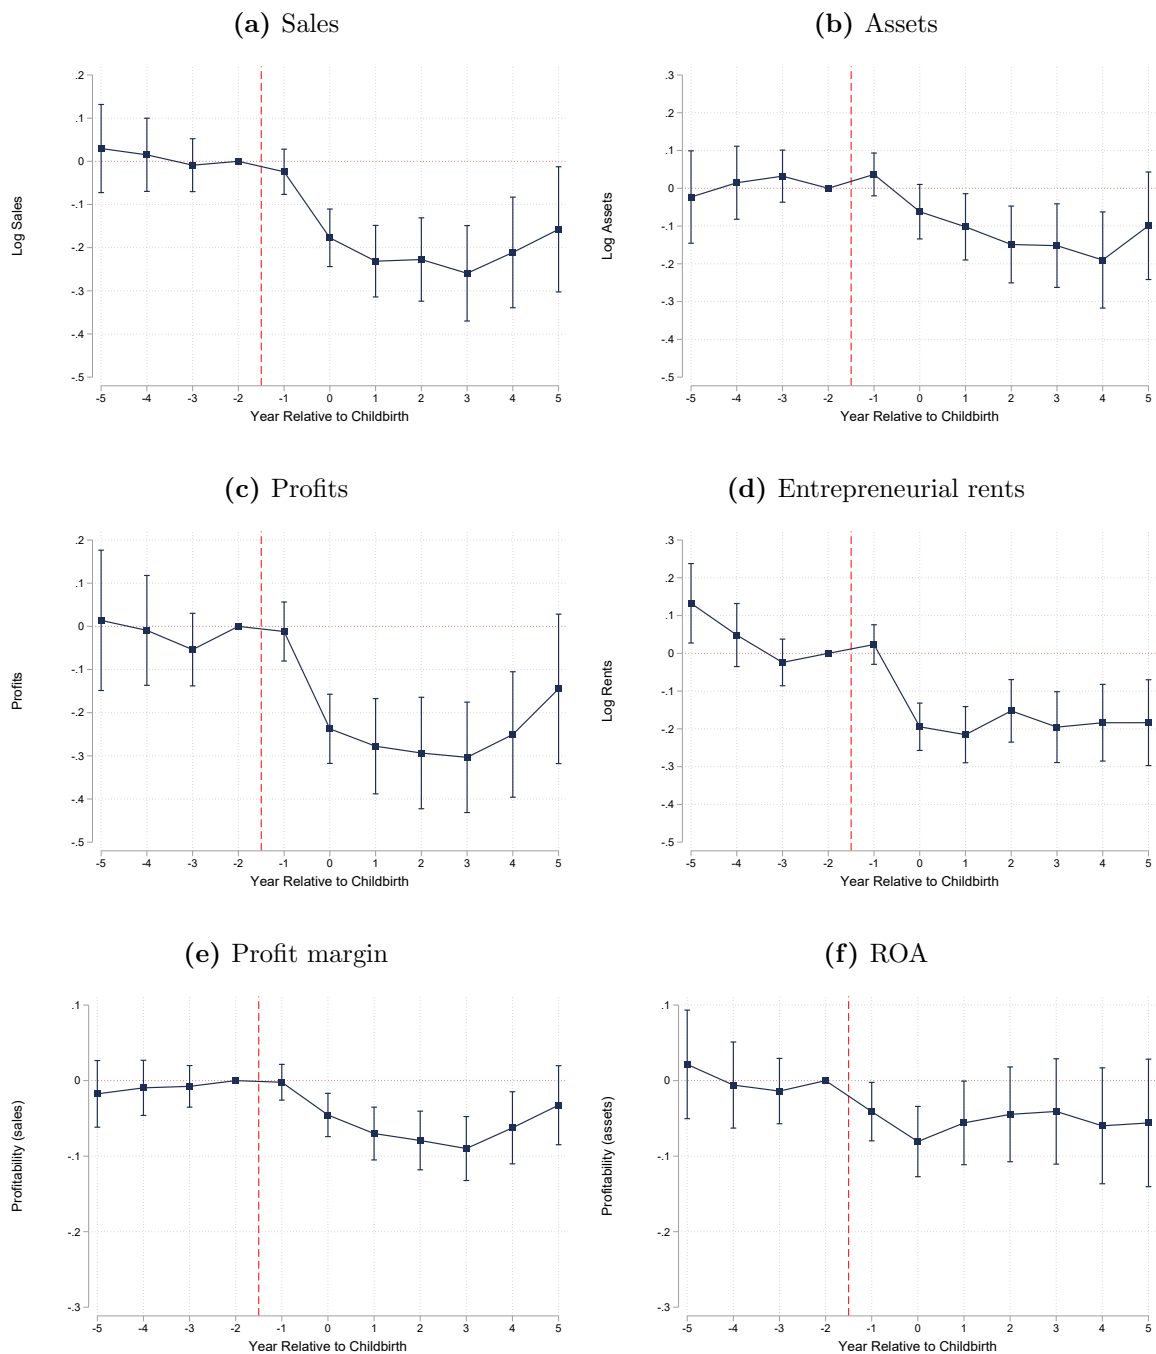 (a) Sales
Log Sales
.2
.1
0
-.1
-.2
-.3
-.4
-.5
-5 -4 -3 -2 -1 0 1 2 3 4 5
Year Relative to Childbirth
(b) Assets
Log Assets
.3
.2
.1
0
-.1
-.2
-.3
-.4
-.5
-5 -4 -3 -2 -1 0 1 2 3 4 5
Year Relative to Childbirth
(c) Profits
Profits
.2
.1
0
-.1
-.2
-.3
-.4
-.5
-5 -4 -3 -2 -1 0 1 2 3 4 5
Year Relative to Childbirth
(d) Entrepreneurial rents
Log Rents
.3
.2
.1
0
-.1
-.2
-.3
-.4
-.5
-5 -4 -3 -2 -1 0 1 2 3 4 5
Year Relative to Childbirth
(e) Profit margin
Profitability (sales)
.1
0
-.1
-.2
-.3
-5 -4 -3 -2 -1 0 1 2 3 4 5
Year Relative to Childbirth
(f) ROA
Profitability (assets)
.1
0
-.1
-.2
-.3
-5 -4 -3 -2 -1 0 1 2 3 4 5
Year Relative to Childbirth